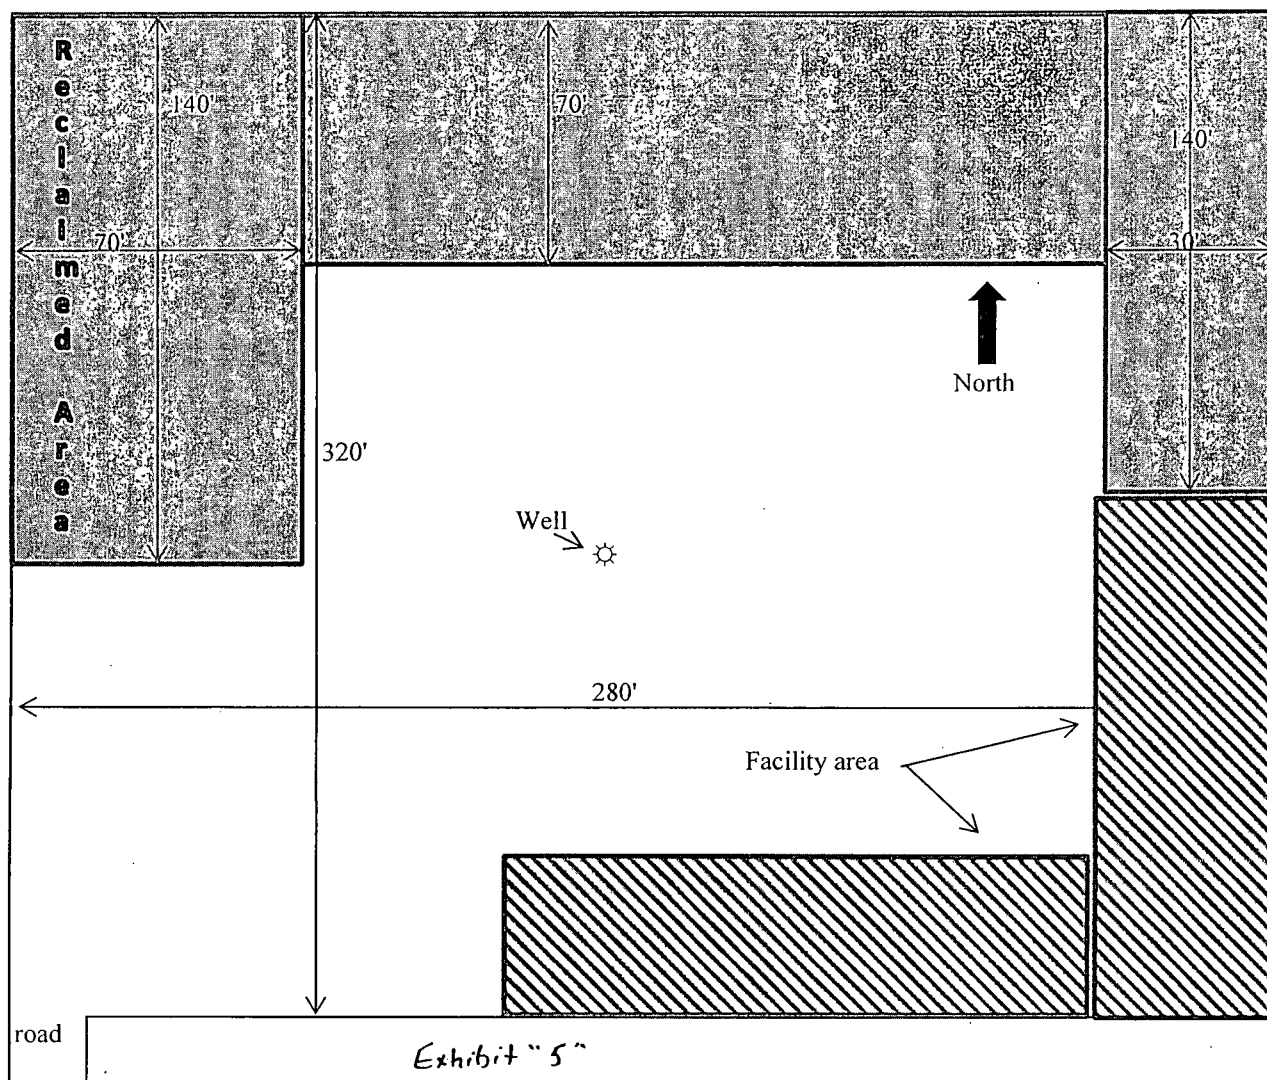 Reclaimed Area
140'
70'
140'
70'
30'
North
320'
Well
280'
Facility area
road
Exhibit "5"